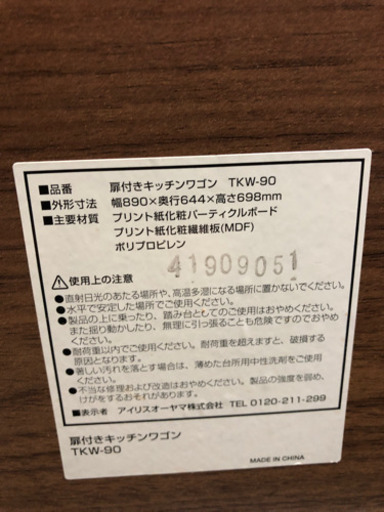 ■品番 扉付きキッチンワゴン TKW-90
■外形寸法 幅890×奥行644×高さ698mm
■主要材質 プリント紙化粧パーティクルボード
プリント紙化粧繊維板(MDF)
ポリプロピレン
41909051
使用上の注意
●直射日光のあたる場所や、高温多湿になる場所に置かないでください。
●水平で安定した場所でご使用ください。
●製品の上に乗ったり、踏み台としてのご使用はおやめください。
また揺り動かしたり、無理に引っ張ることも危険ですのでおやめください。
●耐荷重以内でご使用ください。耐荷重を超えますと、破損する
原因となります。
●著しい汚れを落とす場合は、薄めた台所用中性洗剤をご使用
ください。
●不当な修理および改造はおやめください。製品の強度を弱め、
けがをするおそれがあります。
■表示者 アイリスオーヤマ株式会社 TEL 0120-211-299
扉付きキッチンワゴン
TKW-90
MADE IN CHINA